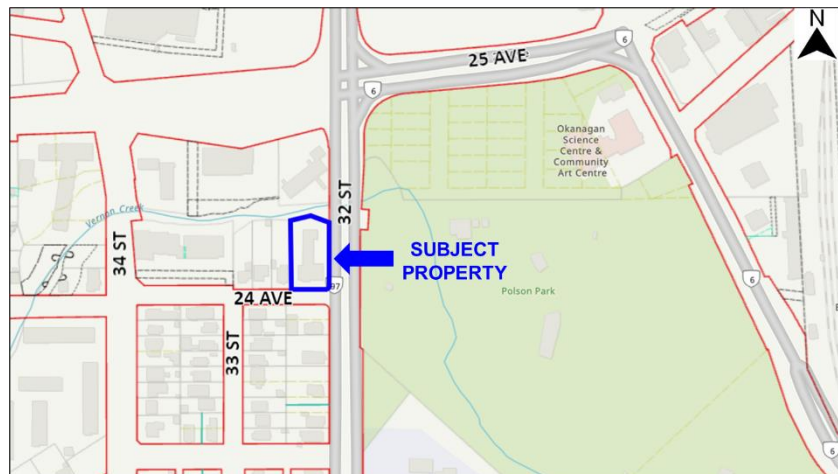 N
25 AVE
6
6
Okanagan
Science
Centre &
Community
Art Centre
32 ST
Vernon Creek
34 ST
SUBJECT
PROPERTY
24 AVE
97
Polson Park
33 ST
6
6